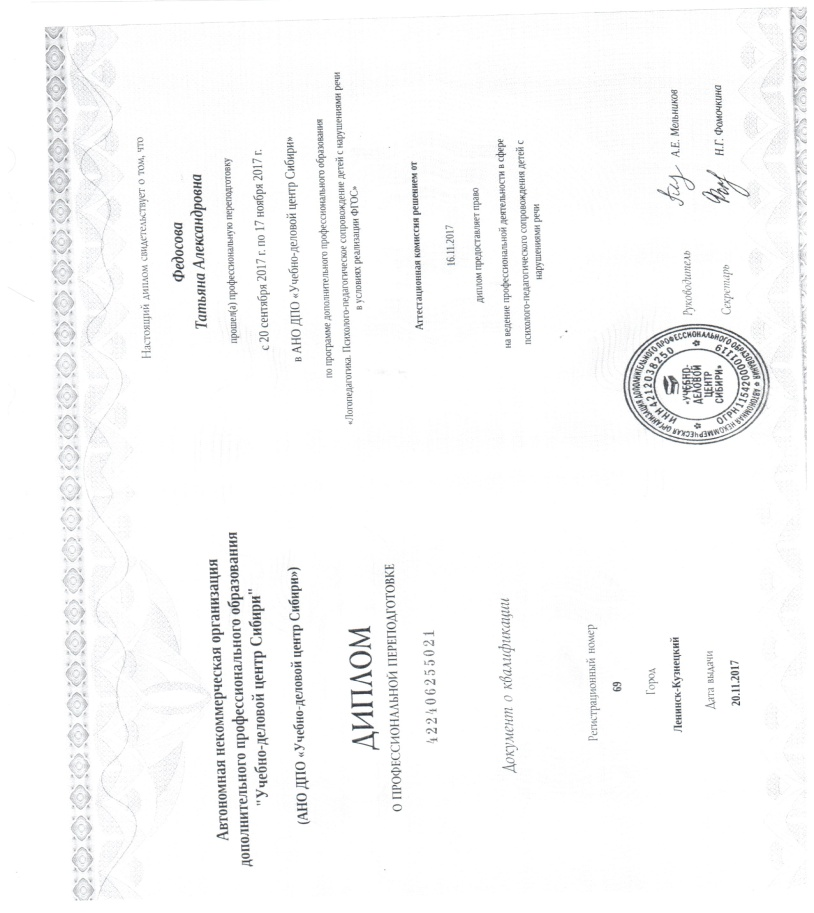 Автономная некоммерческая организация
дополнительного профессионального образования
"Учебно-деловой центр Сибири"
(АНО ДПО «Учебно-деловой центр Сибири»)
ДИПЛОМ
О ПРОФЕССИОНАЛЬНОЙ ПЕРЕПОДГОТОВКЕ
422406255021
Документ о квалификации
Регистрационный номер
69
Город
Ленинск-Кузнецкий
Дата выдачи
20.11.2017
Настоящий диплом свидетельствует о том, что
Федосова
Татьяна Александровна
прошел(а) профессиональную переподготовку
с 20 сентября 2017 г. по 17 ноября 2017 г.
в АНО ДПО «Учебно-деловой центр Сибири»
по программе дополнительного профессионального образования
«Логопедагогика. Психолого-педагогическое сопровождение детей с нарушениями речи
в условиях реализации ФГОС»
Аттестационная комиссия решением от
16.11.2017
диплом предоставляет право
на ведение профессиональной деятельности в сфере
психолого-педагогического сопровождения детей с
нарушениями речи
Руководитель А.Е. Мельников
Секретарь Н.Г. Фомочкина
АВТОНОМНАЯ НЕКОММЕРЧЕСКАЯ ОРГАНИЗАЦИЯ ДОПОЛНИТЕЛЬНОГО ПРОФЕССИОНАЛЬНОГО ОБРАЗОВАНИЯ
ИНН 4212038250
«УЧЕБНО-
ДЕЛОВОЙ
ЦЕНТР
СИБИРИ»